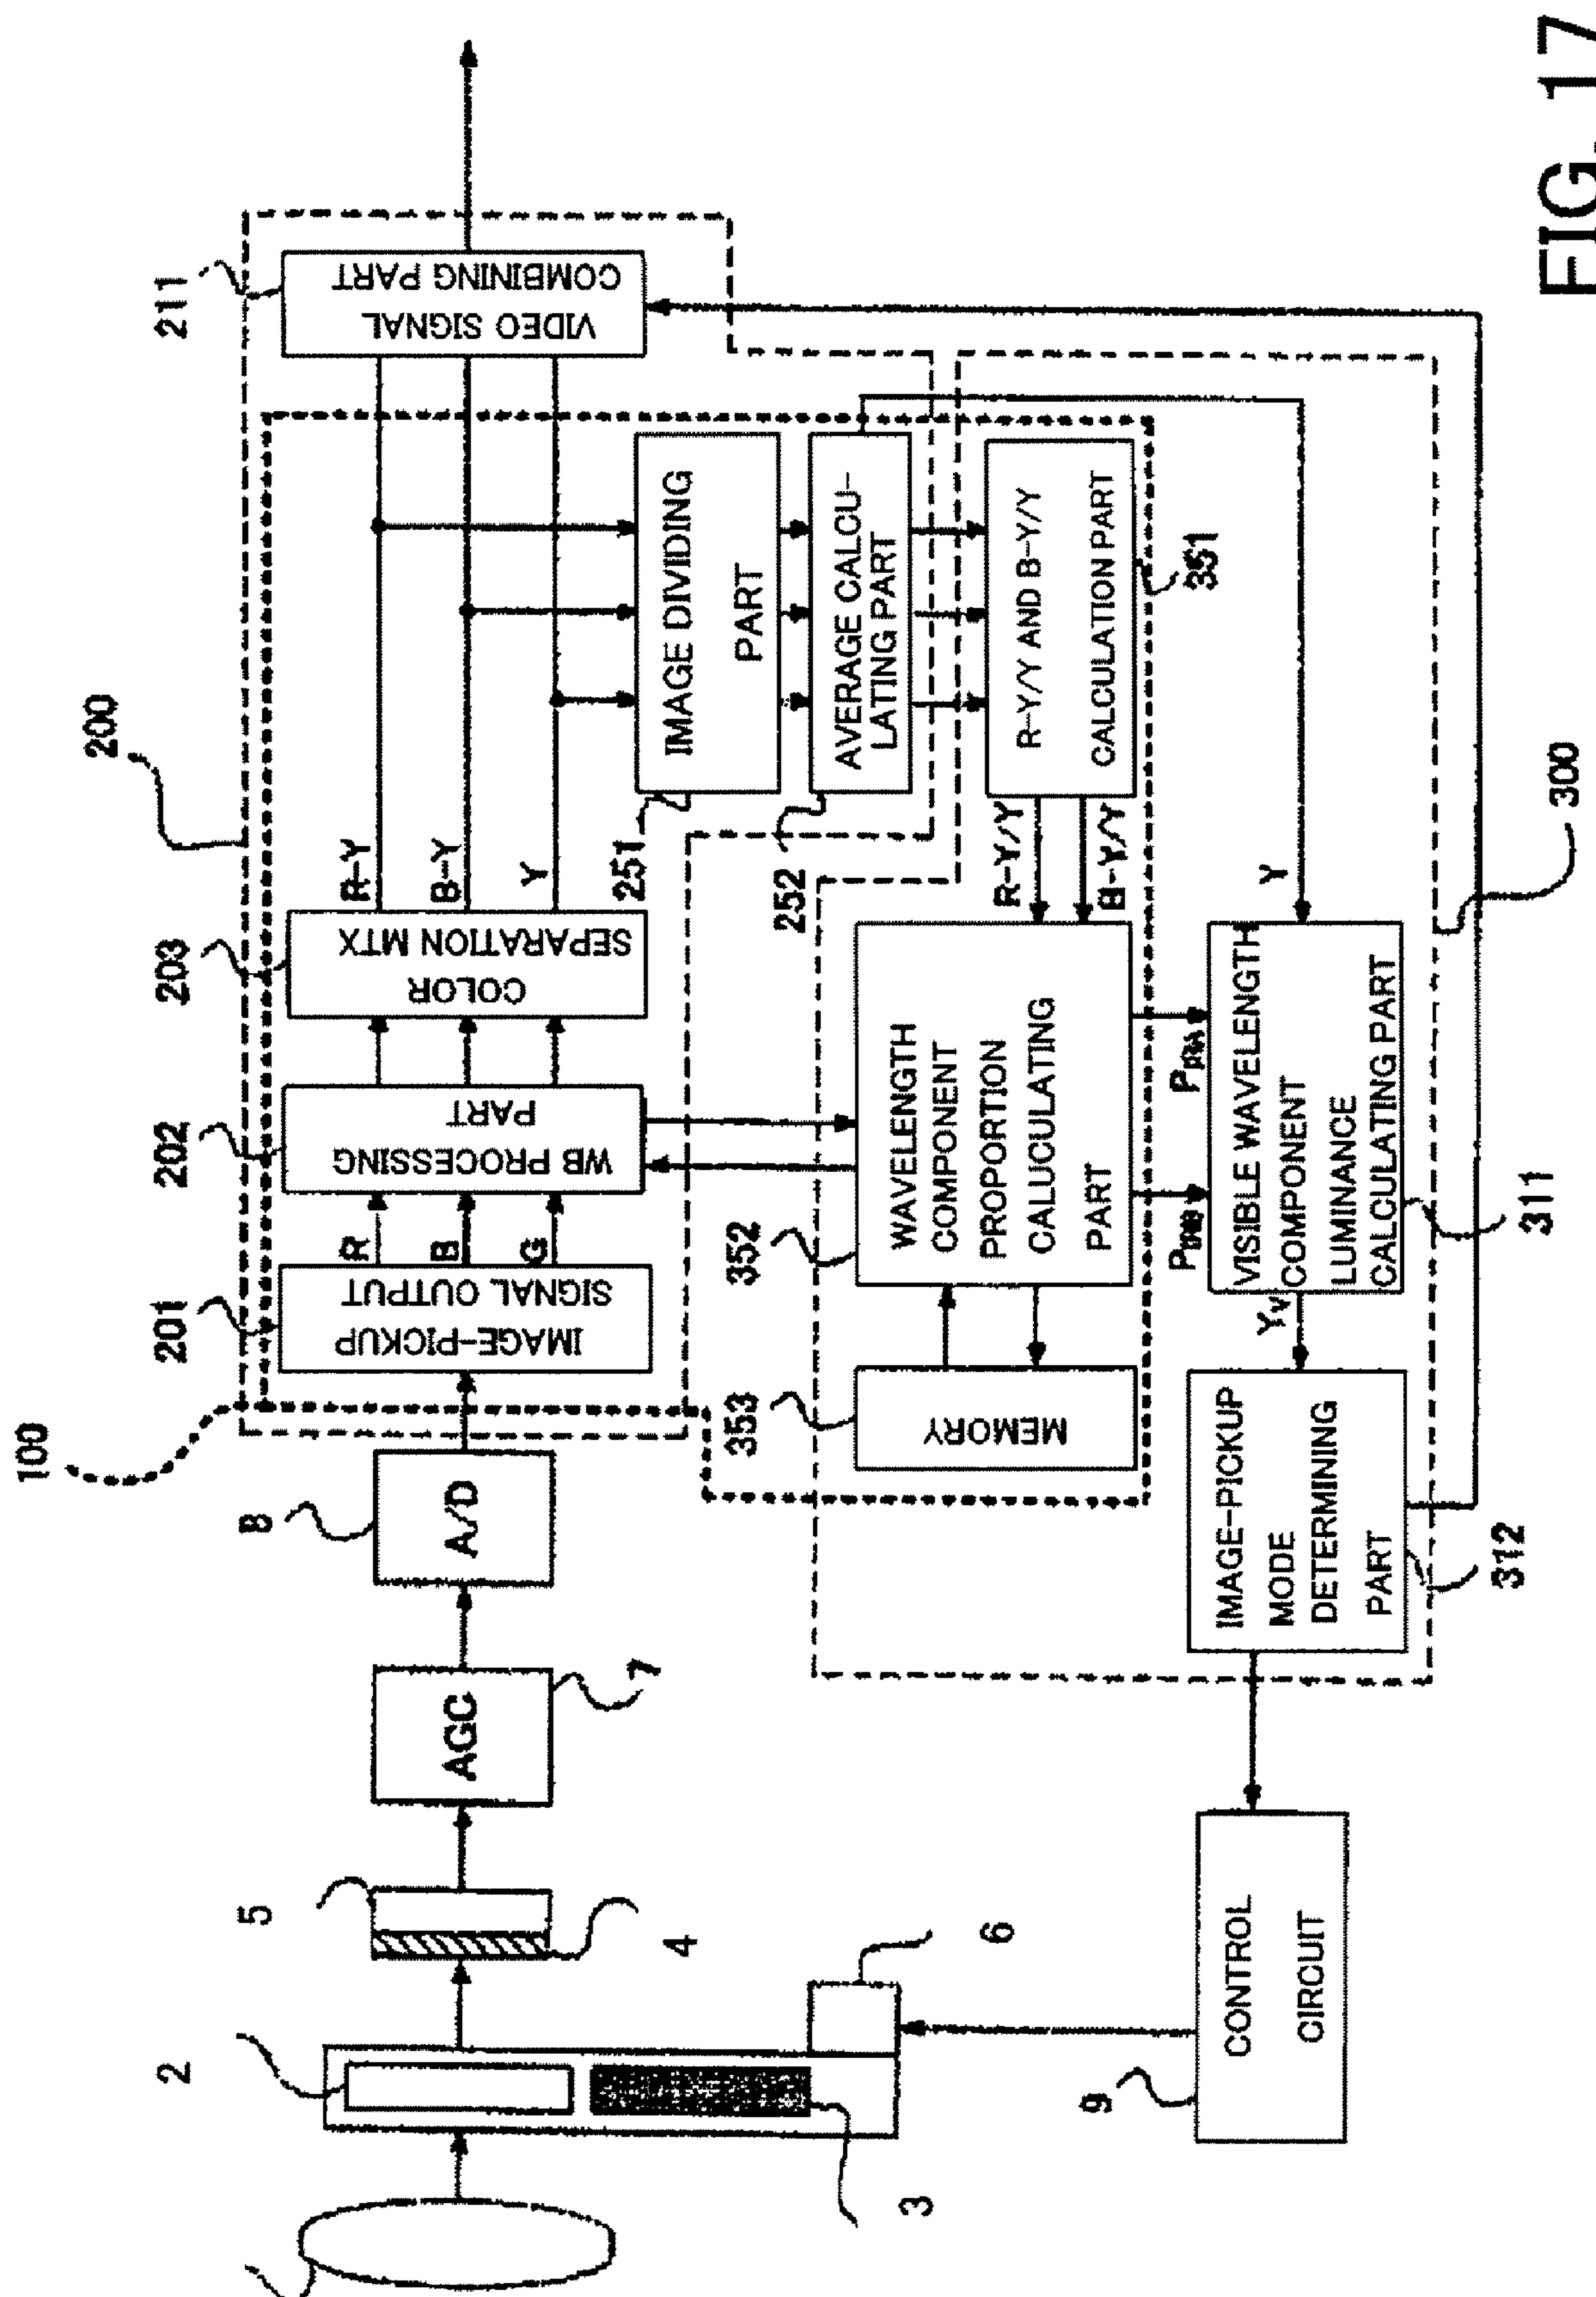 100
200
201
IMAGE-PICKUP
SIGNAL OUTPUT
R
B
G
202
WB PROCESSING
PART
203
COLOR
SEPARATION MTX
R-Y
B-Y
Y
211
VIDEO SIGNAL
COMBINING PART
2
3
5
4
6
AGC
7
8
A/D
251
IMAGE DIVIDING
PART
252
AVERAGE CALCU-
LATING PART
R-Y/Y AND B-Y/Y
CALCULATION PART
351
R-Y/Y
B-Y/Y
352
WAVELENGTH
COMPONENT
PROPORTION
CALUCULATING
PART
353
MEMORY
Y
VISIBLE WAVELENGTH
COMPONENT
LUMINANCE
CALCULATING PART
311
Yv
IMAGE-PICKUP
MODE
DETERMINING
PART
312
300
9
CONTROL
CIRCUIT
FIG. 17